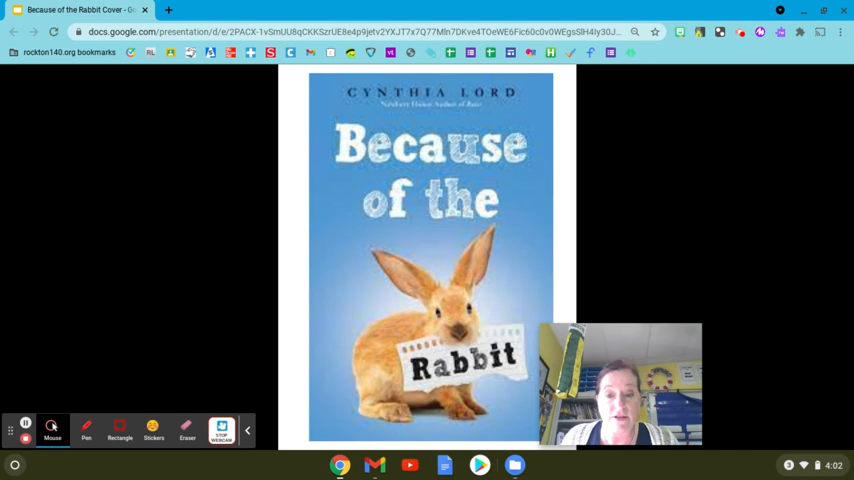 Because of the Rabbit Cover - Go
docs.google.com/presentation/d/e/2PACX-1vSmUU8qCKKSzrUE8e4p9jetv2YXJT7x7Q77Mln7DKve4TOeWE6Fic60c0v0WEgsSlH4Iy30J...
rockton140.org bookmarks
CYNTHIA LORD
Newbery Honor Author of Rules
Because
of the
Rabbit
Mouse
Pen
Rectangle
Stickers
Eraser
STOP
WEBCAM
3
4:02